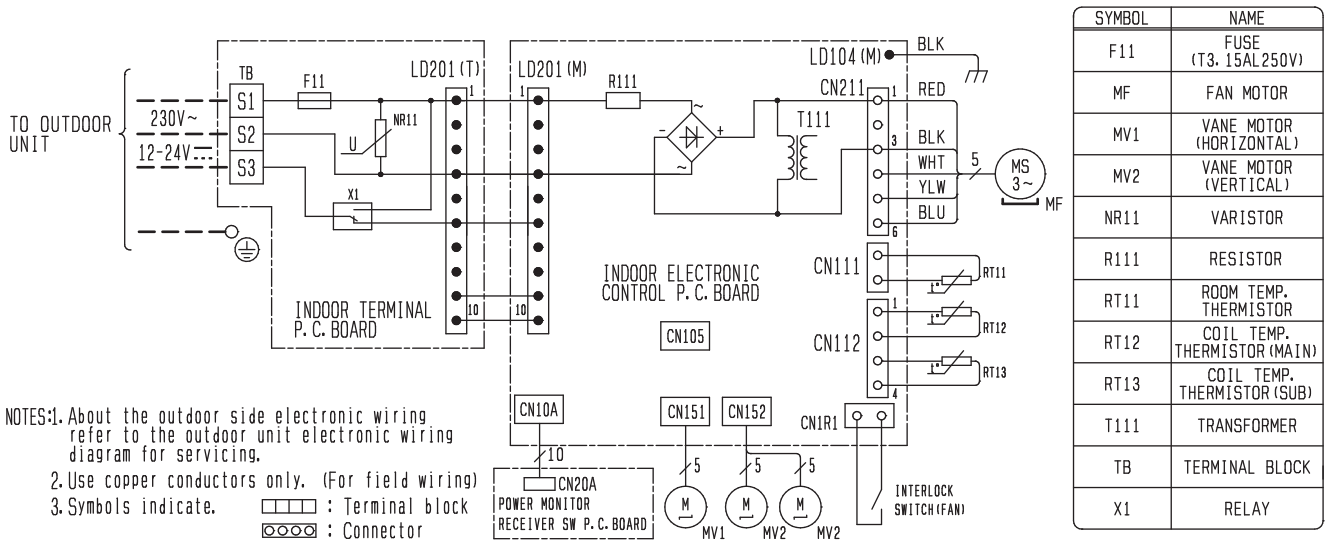 TO OUTDOOR
UNIT
230V~
12-24V
TB
S1
S2
S3
F11
NR11
U
X1
LD201(T)
1
10
INDOOR TERMINAL
P.C.BOARD
LD201(M)
1
10
R111
~
-
+
~
T111
LD104(M)
BLK
CN211
1
3
6
RED
BLK
WHT
YLW
BLU
5
MS
3~
MF
INDOOR ELECTRONIC
CONTROL P.C.BOARD
CN105
CN111
t°
RT11
CN112
1
4
t°
RT12
t°
RT13
CN10A
CN151
CN152
CN1R1
10
CN20A
POWER MONITOR
RECEIVER SW P.C.BOARD
5
M
MV1
5
M
MV2
5
M
MV2
INTERLOCK
SWITCH(FAN)
NOTES:1. About the outdoor side electronic wiring
refer to the outdoor unit electronic wiring
diagram for servicing.
2. Use copper conductors only. (For field wiring)
3. Symbols indicate. : Terminal block
: Connector
SYMBOL NAME
F11 FUSE
(T3.15AL250V)
MF FAN MOTOR
MV1 VANE MOTOR
(HORIZONTAL)
MV2 VANE MOTOR
(VERTICAL)
NR11 VARISTOR
R111 RESISTOR
RT11 ROOM TEMP.
THERMISTOR
RT12 COIL TEMP.
THERMISTOR(MAIN)
RT13 COIL TEMP.
THERMISTOR(SUB)
T111 TRANSFORMER
TB TERMINAL BLOCK
X1 RELAY